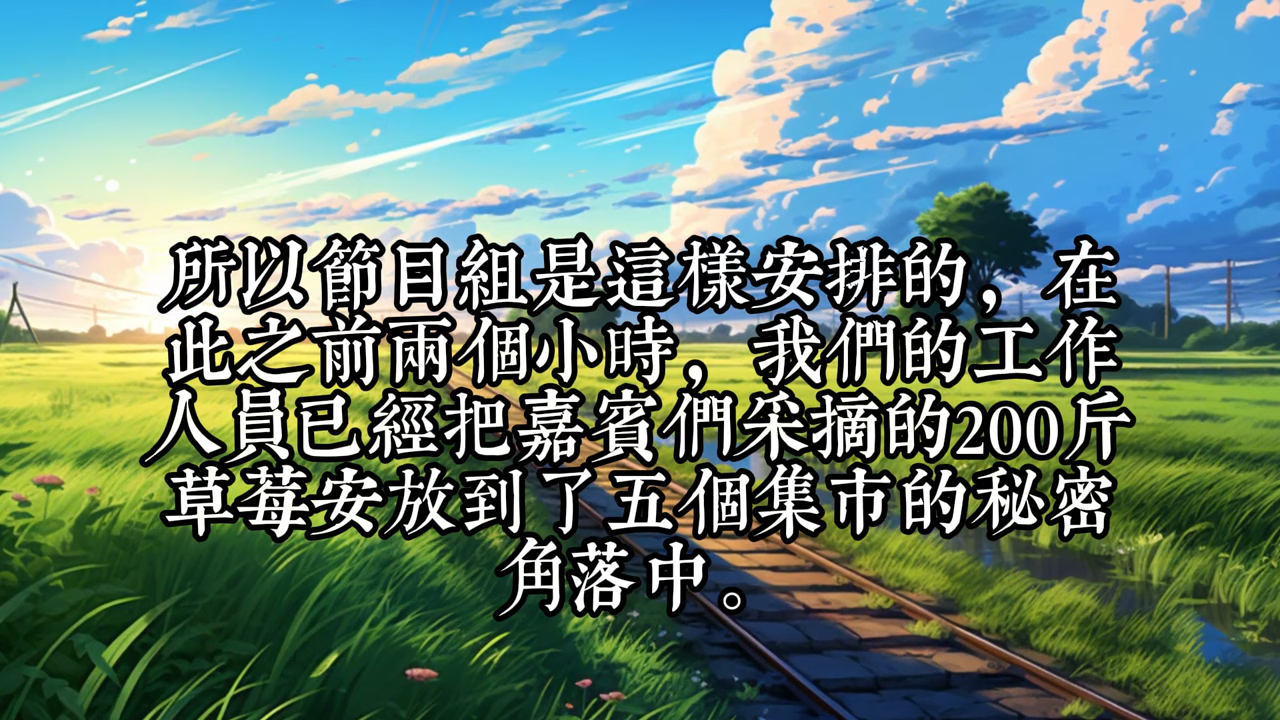 所以節目組是這樣安排的，在
此之前兩個小時，我們的工作
人員已經把嘉賓們采摘的200斤
草莓安放到了五個集市的秘密
角落中。